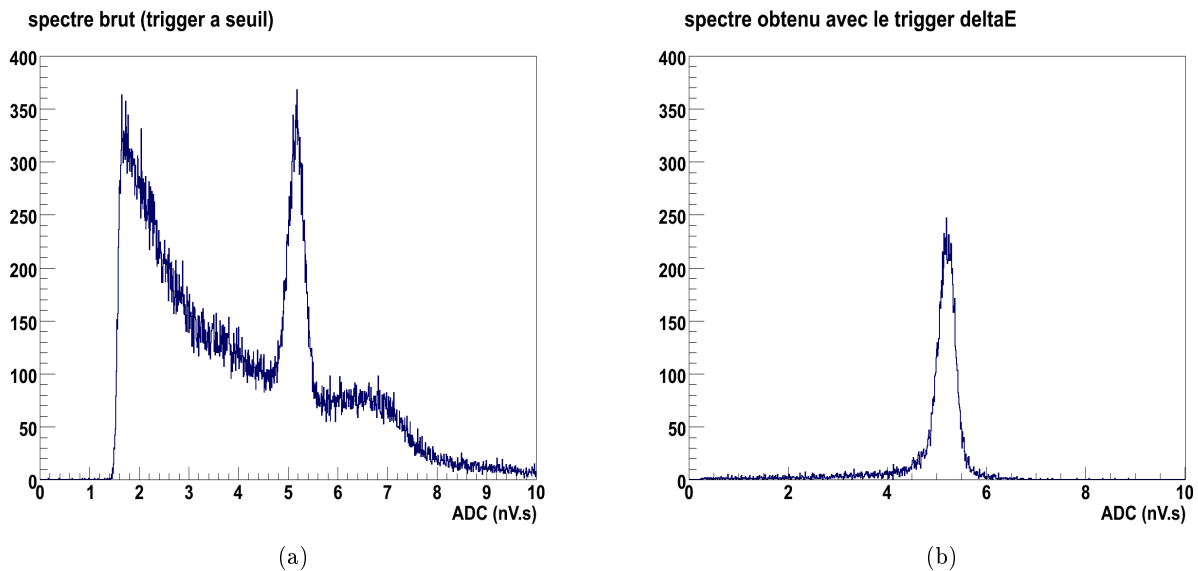 spectre brut (trigger a seuil)
400
350
300
250
200
150
100
50
0
0 1 2 3 4 5 6 7 8 9 10
ADC (nV.s)
(a)
spectre obtenu avec le trigger deltaE
400
350
300
250
200
150
100
50
0
0 2 4 6 8 10
ADC (nV.s)
(b)